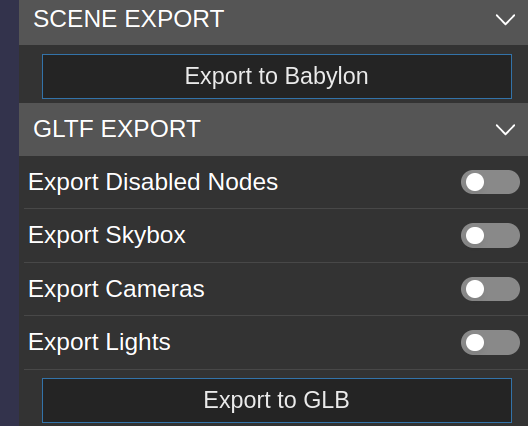 SCENE EXPORT
Export to Babylon
GLTF EXPORT
Export Disabled Nodes
Export Skybox
Export Cameras
Export Lights
Export to GLB